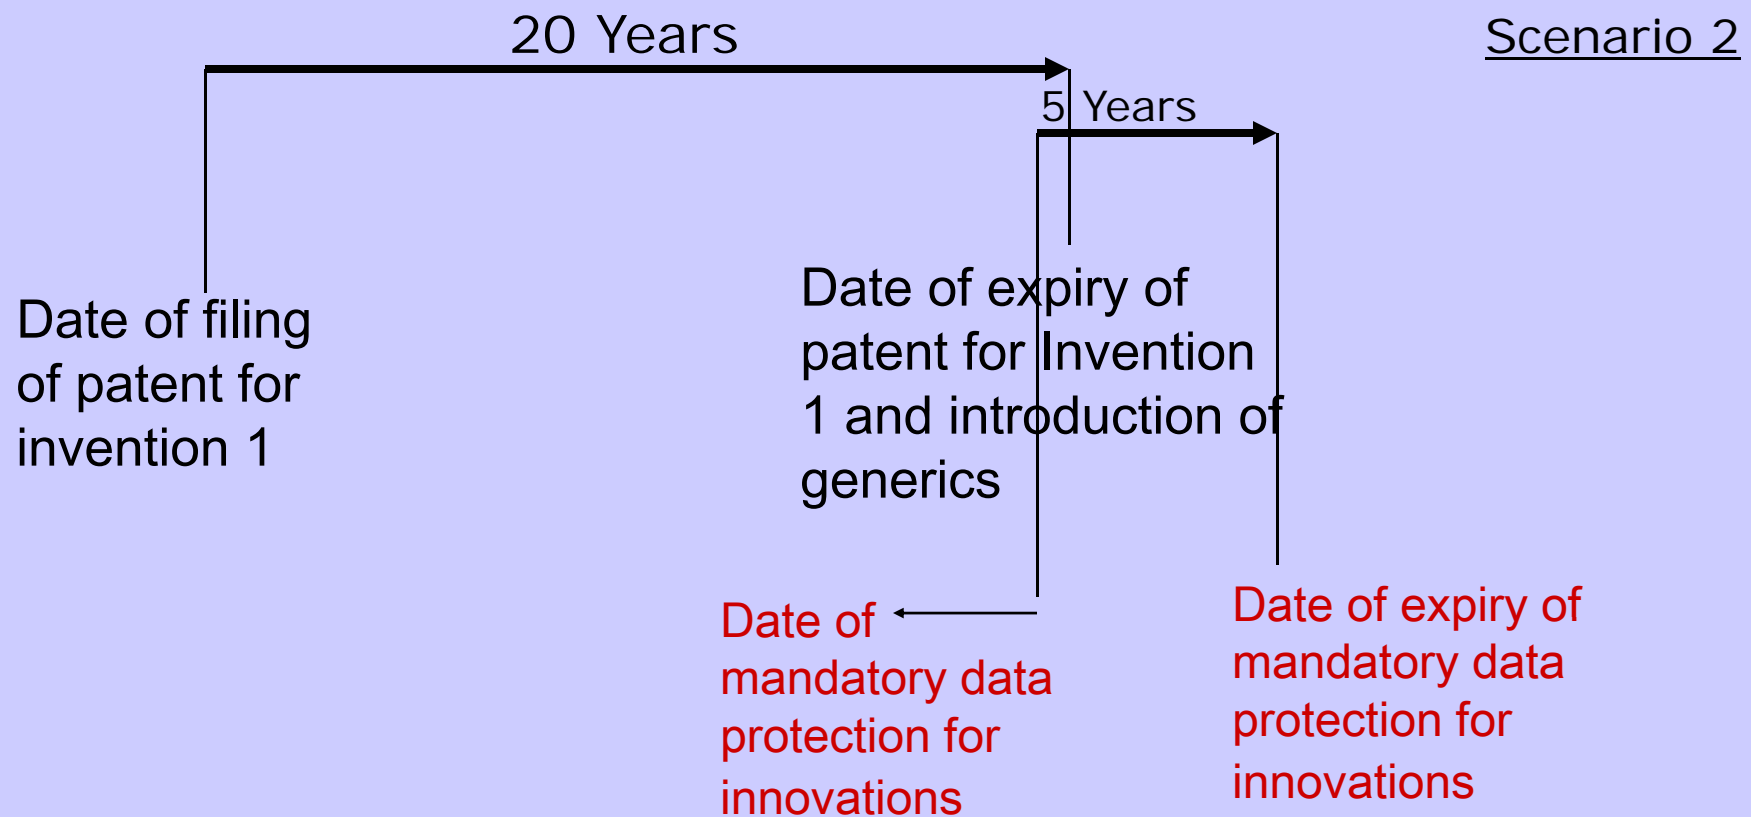 20 Years
Scenario 2
5 Years
Date of filing
of patent for
invention 1
Date of expiry of
patent for Invention
1 and introduction of
generics
Date of
mandatory data
protection for
innovations
Date of expiry of
mandatory data
protection for
innovations